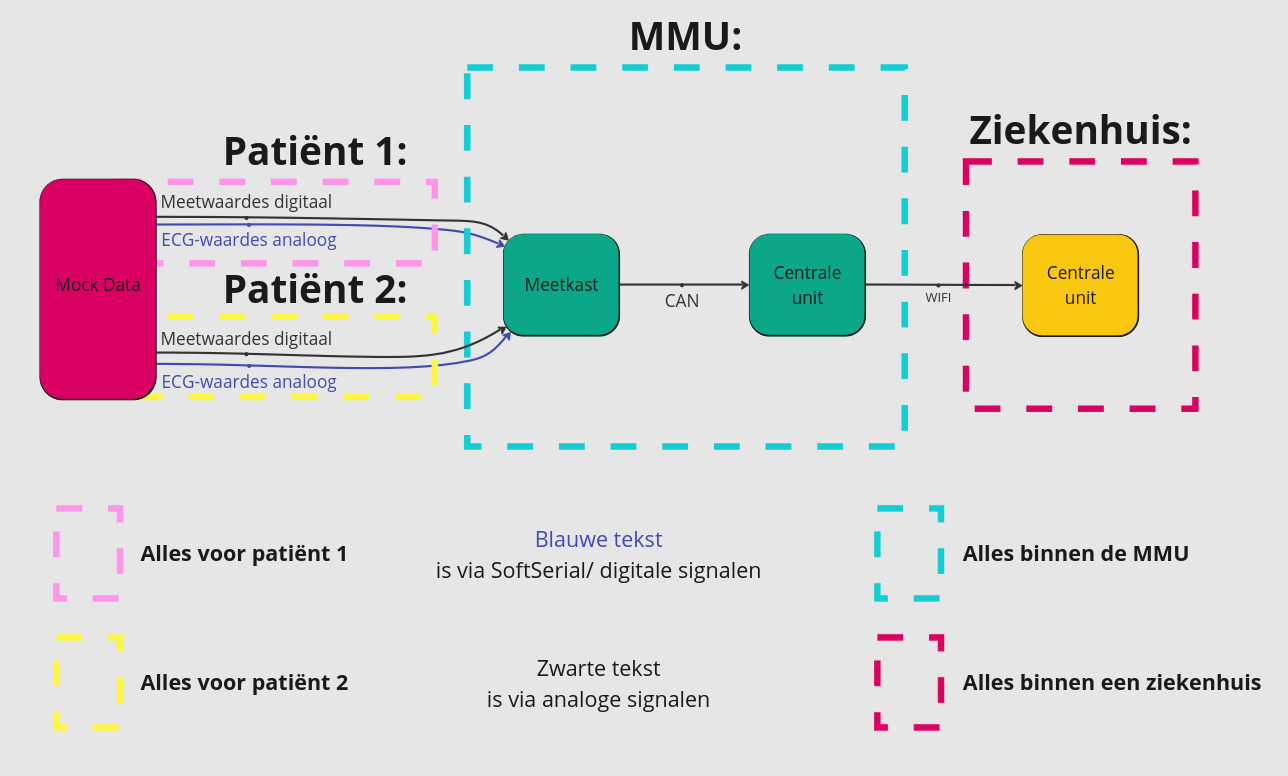 MMU:
Ziekenhuis:
Patiënt 1:
Meetwaardes digitaal
ECG-waardes analoog
Patiënt 2:
Mock Data
Meetkast
CAN
Centrale
unit
WIFI
Centrale
unit
Meetwaardes digitaal
ECG-waardes analoog
Alles voor patiënt 1
Blauwe tekst
is via SoftSerial/ digitale signalen
Alles binnen de MMU
Alles voor patiënt 2
Zwarte tekst
is via analoge signalen
Alles binnen een ziekenhuis